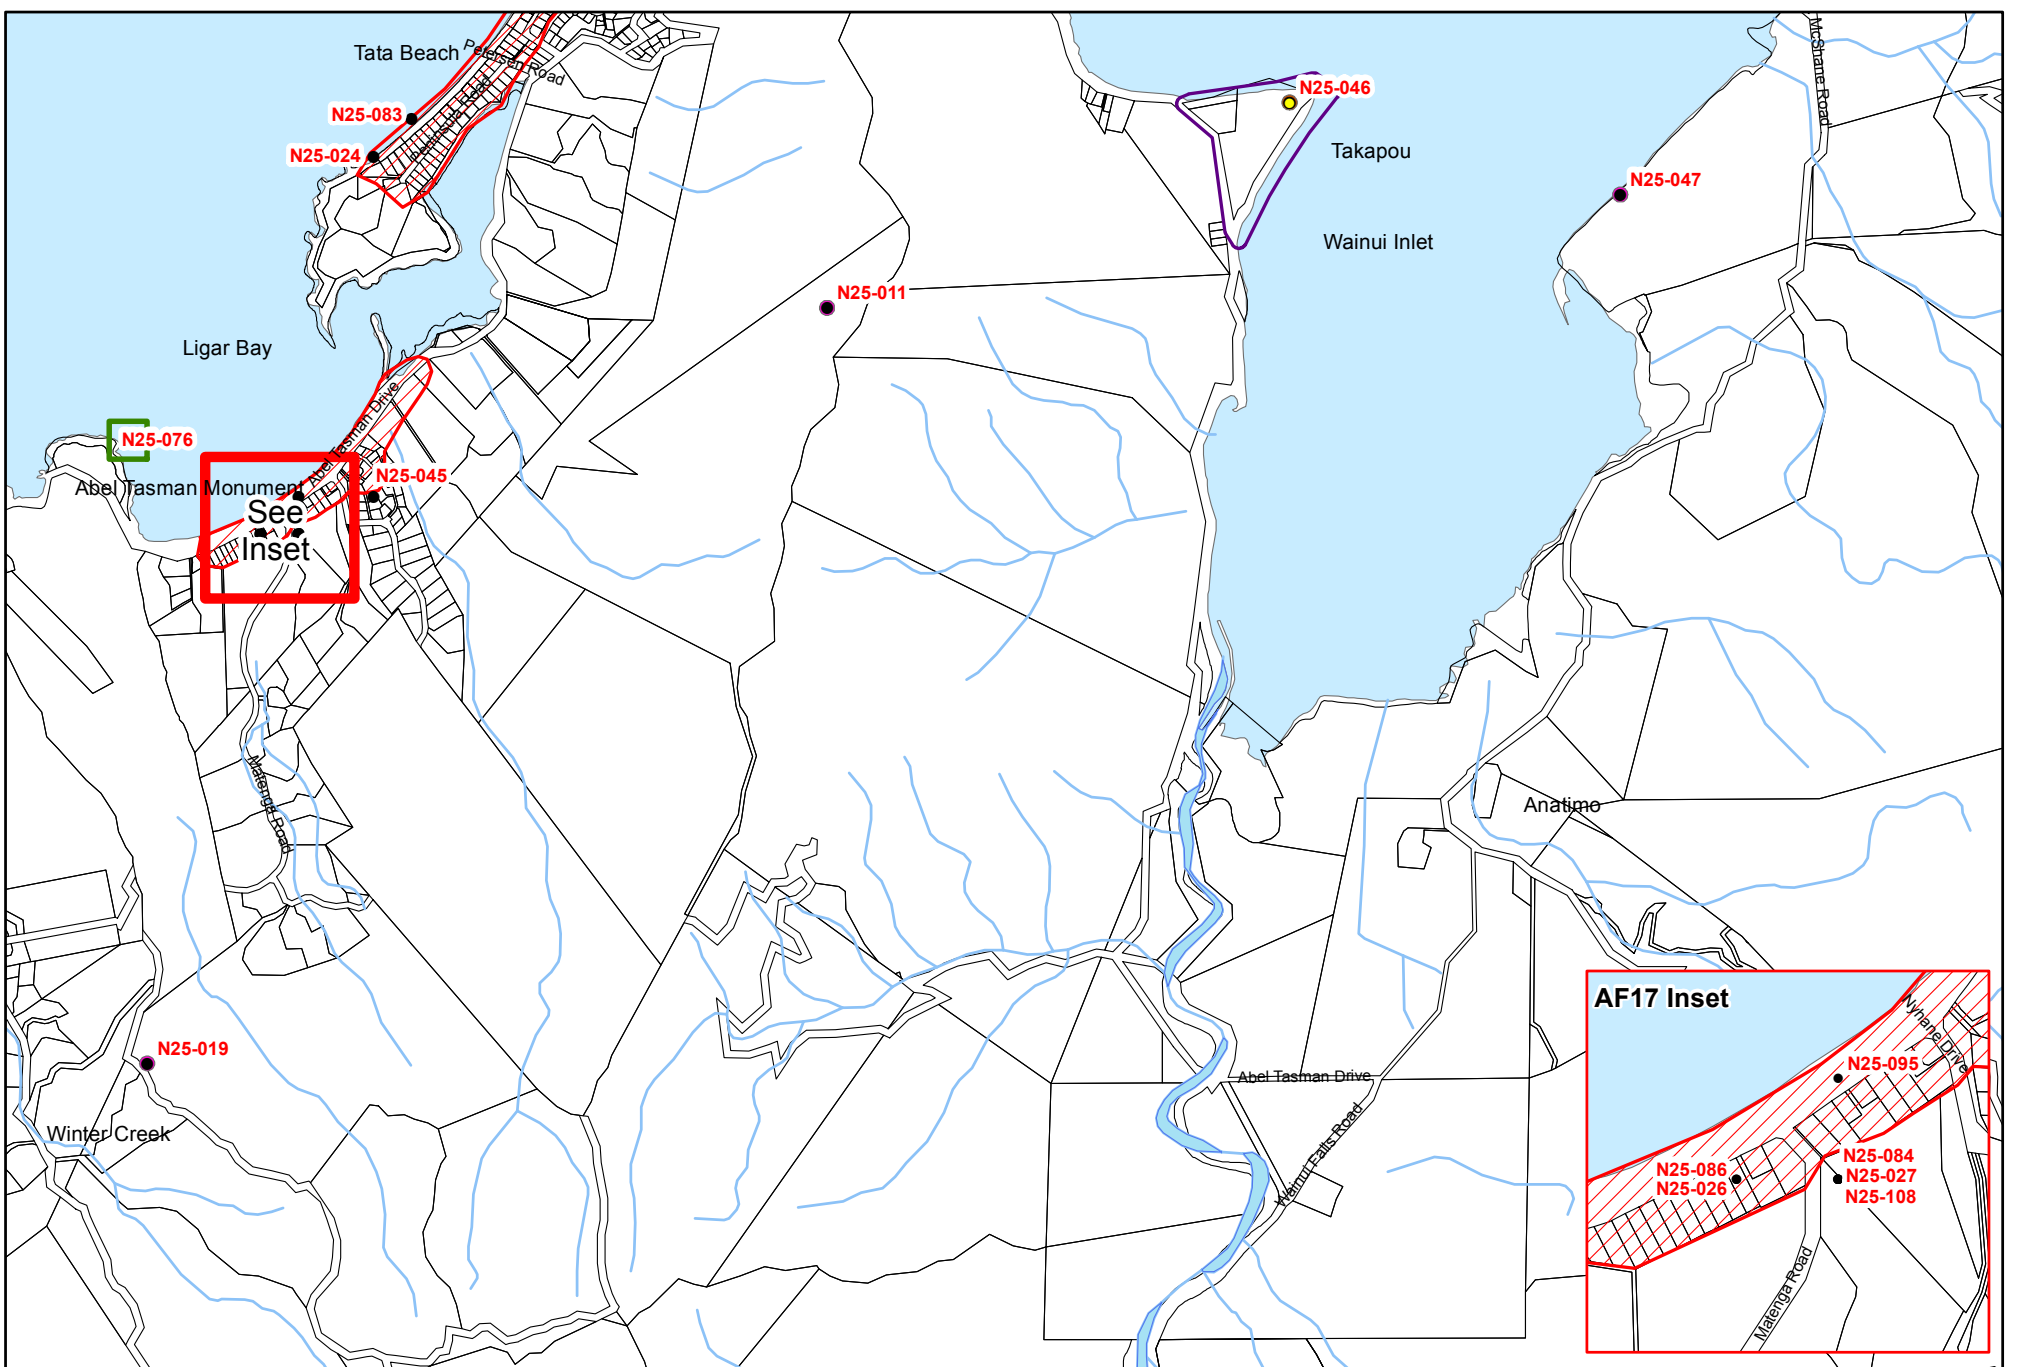 Tata Beach
Petersen Road
McShane Road
N25-046
N25-083
Peninsula Road
N25-024
Takapou
N25-047
Wainui Inlet
N25-011
Ligar Bay
Abel Tasman Drive
N25-076
N25-045
Abel Tasman Monument
See
Inset
Matenga Road
Anatimo
AF17 Inset
Nyhane Drive
N25-095
N25-019
Abel Tasman Drive
Winter Creek
Wainui Falls Road
N25-086
N25-026
N25-084
N25-027
N25-108
Matenga Road